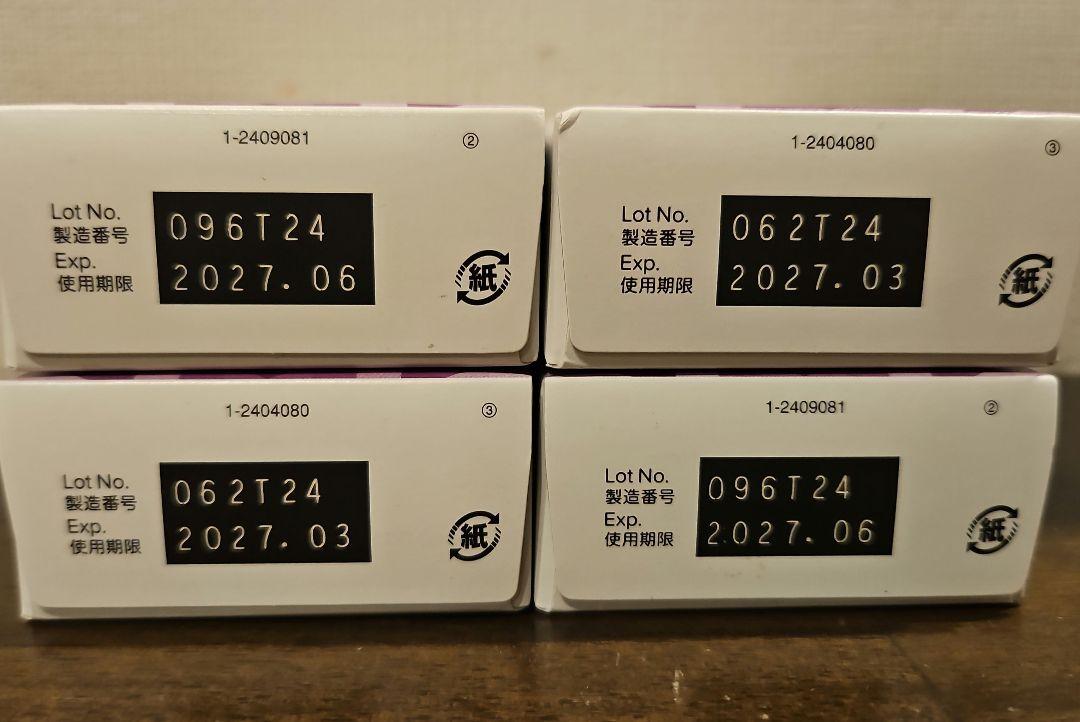 1-2409081 ②
Lot No. 096T24
製造番号
Exp. 2027.06
使用期限
紙
1-2404080 ③
Lot No. 062T24
製造番号
Exp. 2027.03
使用期限
紙
1-2404080 ③
Lot No. 062T24
製造番号
Exp. 2027.03
使用期限
紙
1-2409081 ②
Lot No. 096T24
製造番号
Exp. 2027.06
使用期限
紙